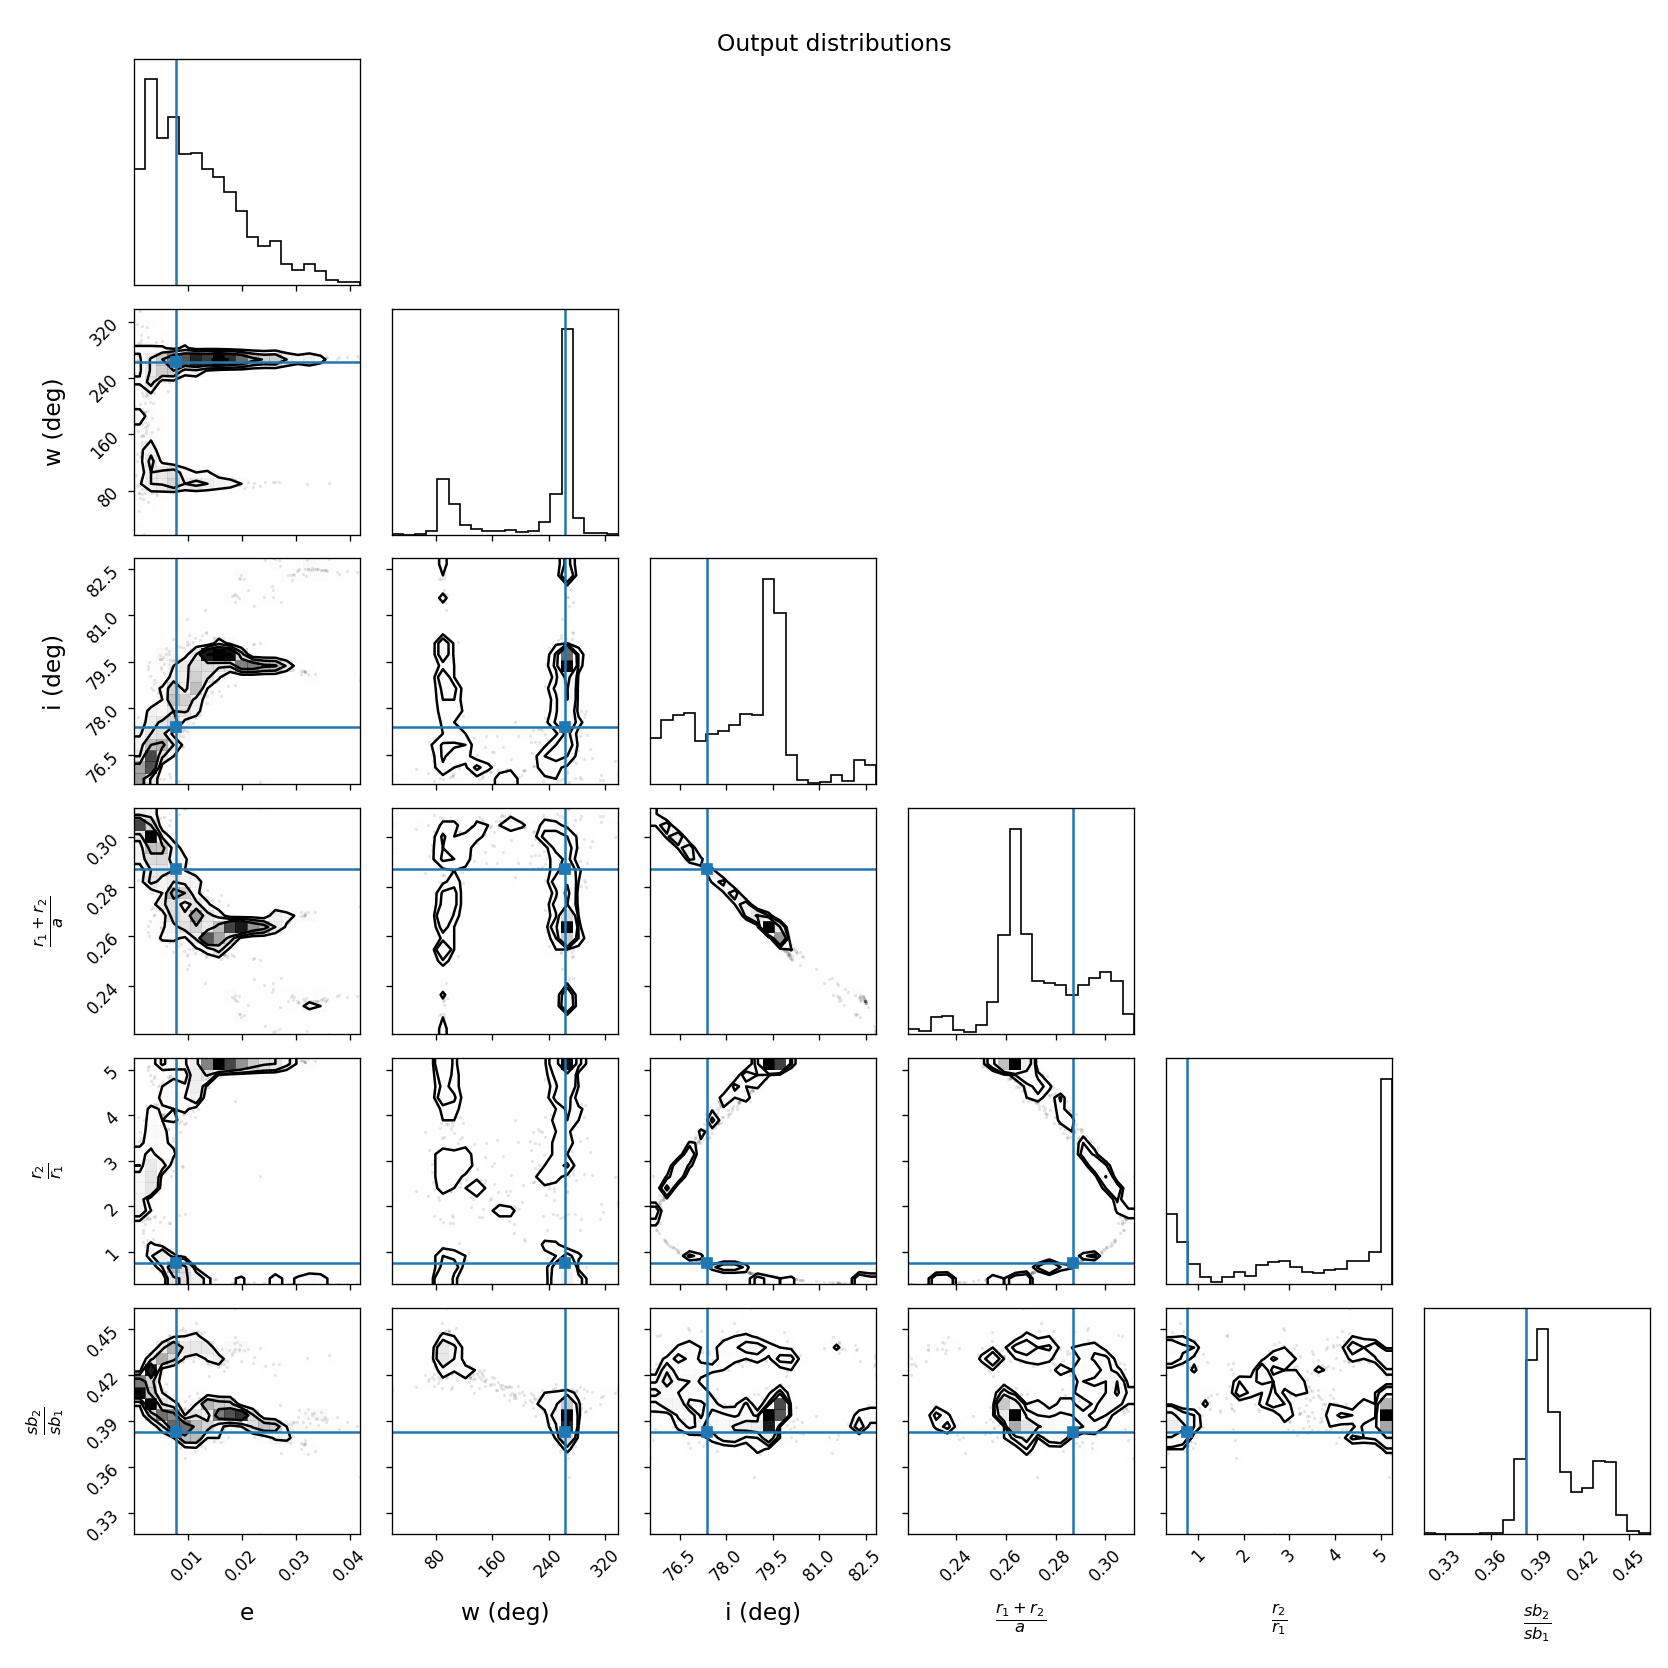 Output distributions
w (deg)
320
240
160
80
i (deg)
82.5
81.0
79.5
78.0
76.5
r₁ + r₂
a
0.30
0.28
0.26
0.24
r₂
r₁
5
4
3
2
1
sb₂
sb₁
0.45
0.42
0.39
0.36
0.33
0.01 0.02 0.03 0.04 80 160 240 320 76.5 78.0 79.5 81.0 82.5 0.24 0.26 0.28 0.30 1 2 3 4 5 0.33 0.36 0.39 0.42 0.45
e w (deg) i (deg) r₁ + r₂ r₂ sb₂
a r₁ sb₁